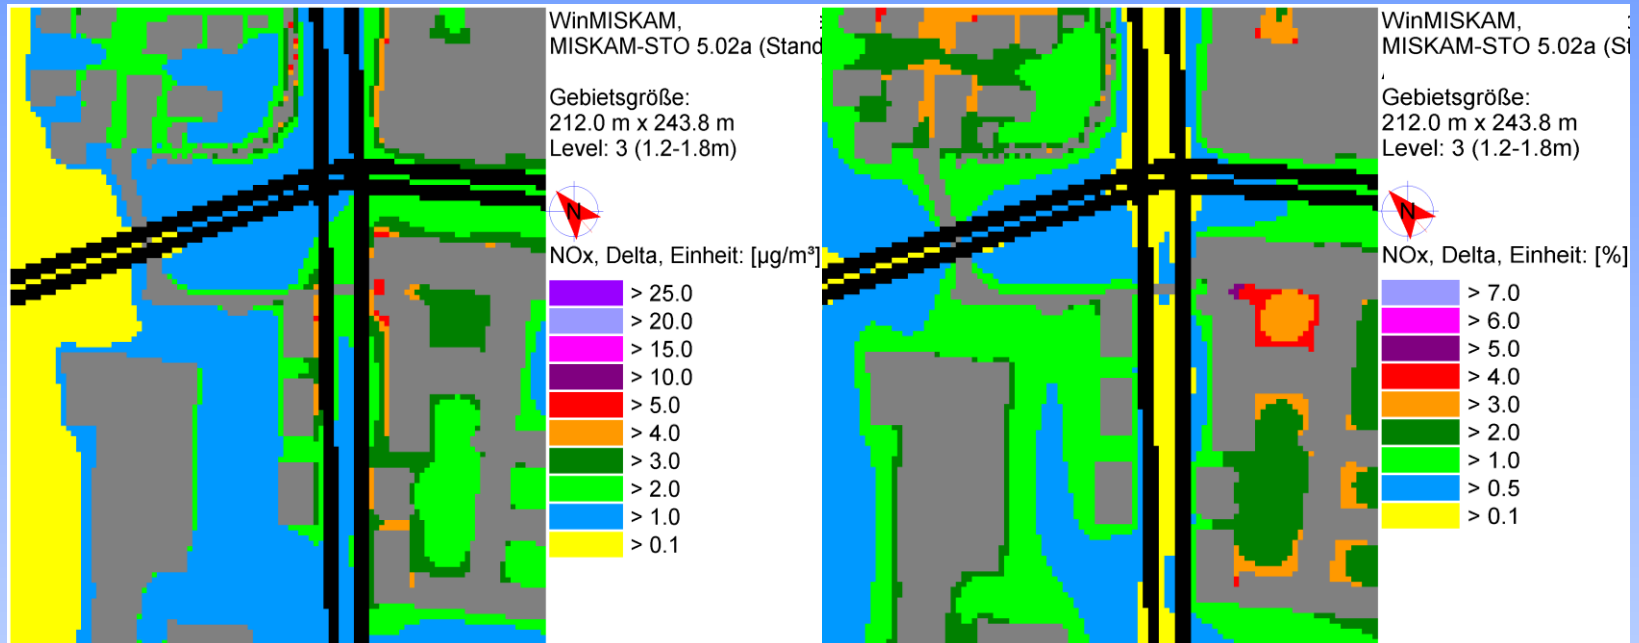 WinMISKAM,
MISKAM-STO 5.02a (Stand
Gebietsgröße:
212.0 m x 243.8 m
Level: 3 (1.2-1.8m)
N
NOx, Delta, Einheit: [µg/m³]
> 25.0
> 20.0
> 15.0
> 10.0
> 5.0
> 4.0
> 3.0
> 2.0
> 1.0
> 0.1
WinMISKAM,
MISKAM-STO 5.02a (St
Gebietsgröße:
212.0 m x 243.8 m
Level: 3 (1.2-1.8m)
N
NOx, Delta, Einheit: [%]
> 7.0
> 6.0
> 5.0
> 4.0
> 3.0
> 2.0
> 1.0
> 0.5
> 0.1